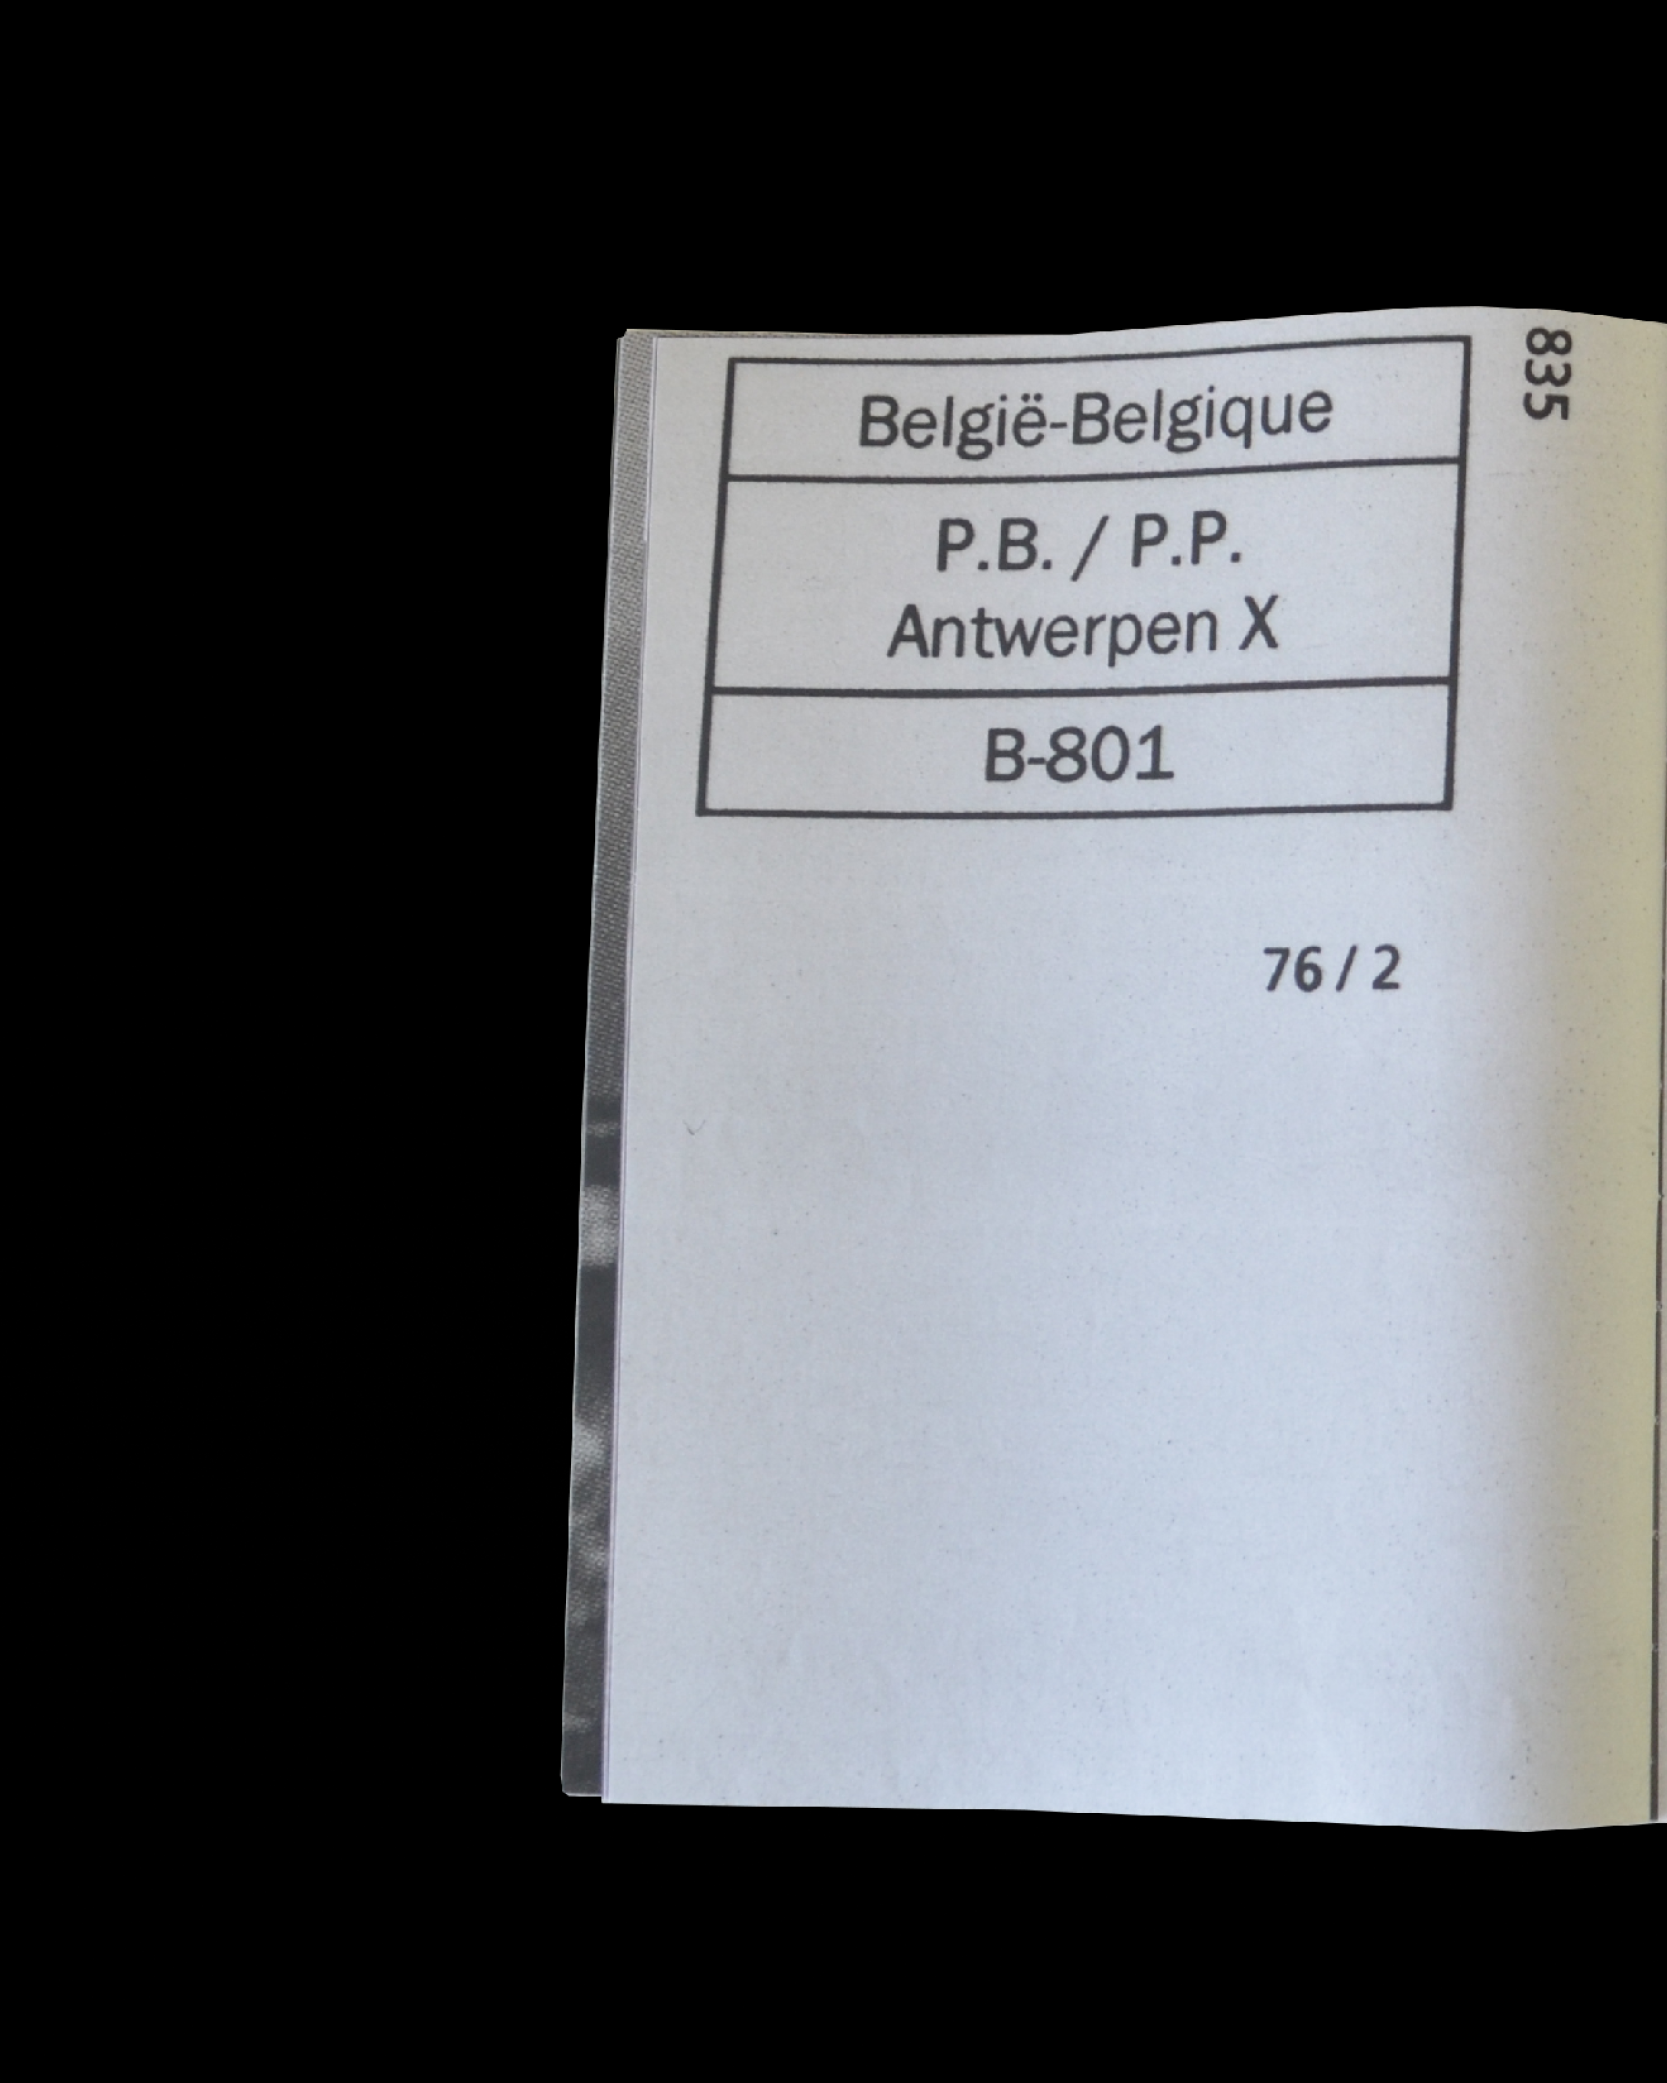 België-Belgique
P.B. / P.P.
Antwerpen X
B-801
835
76 / 2